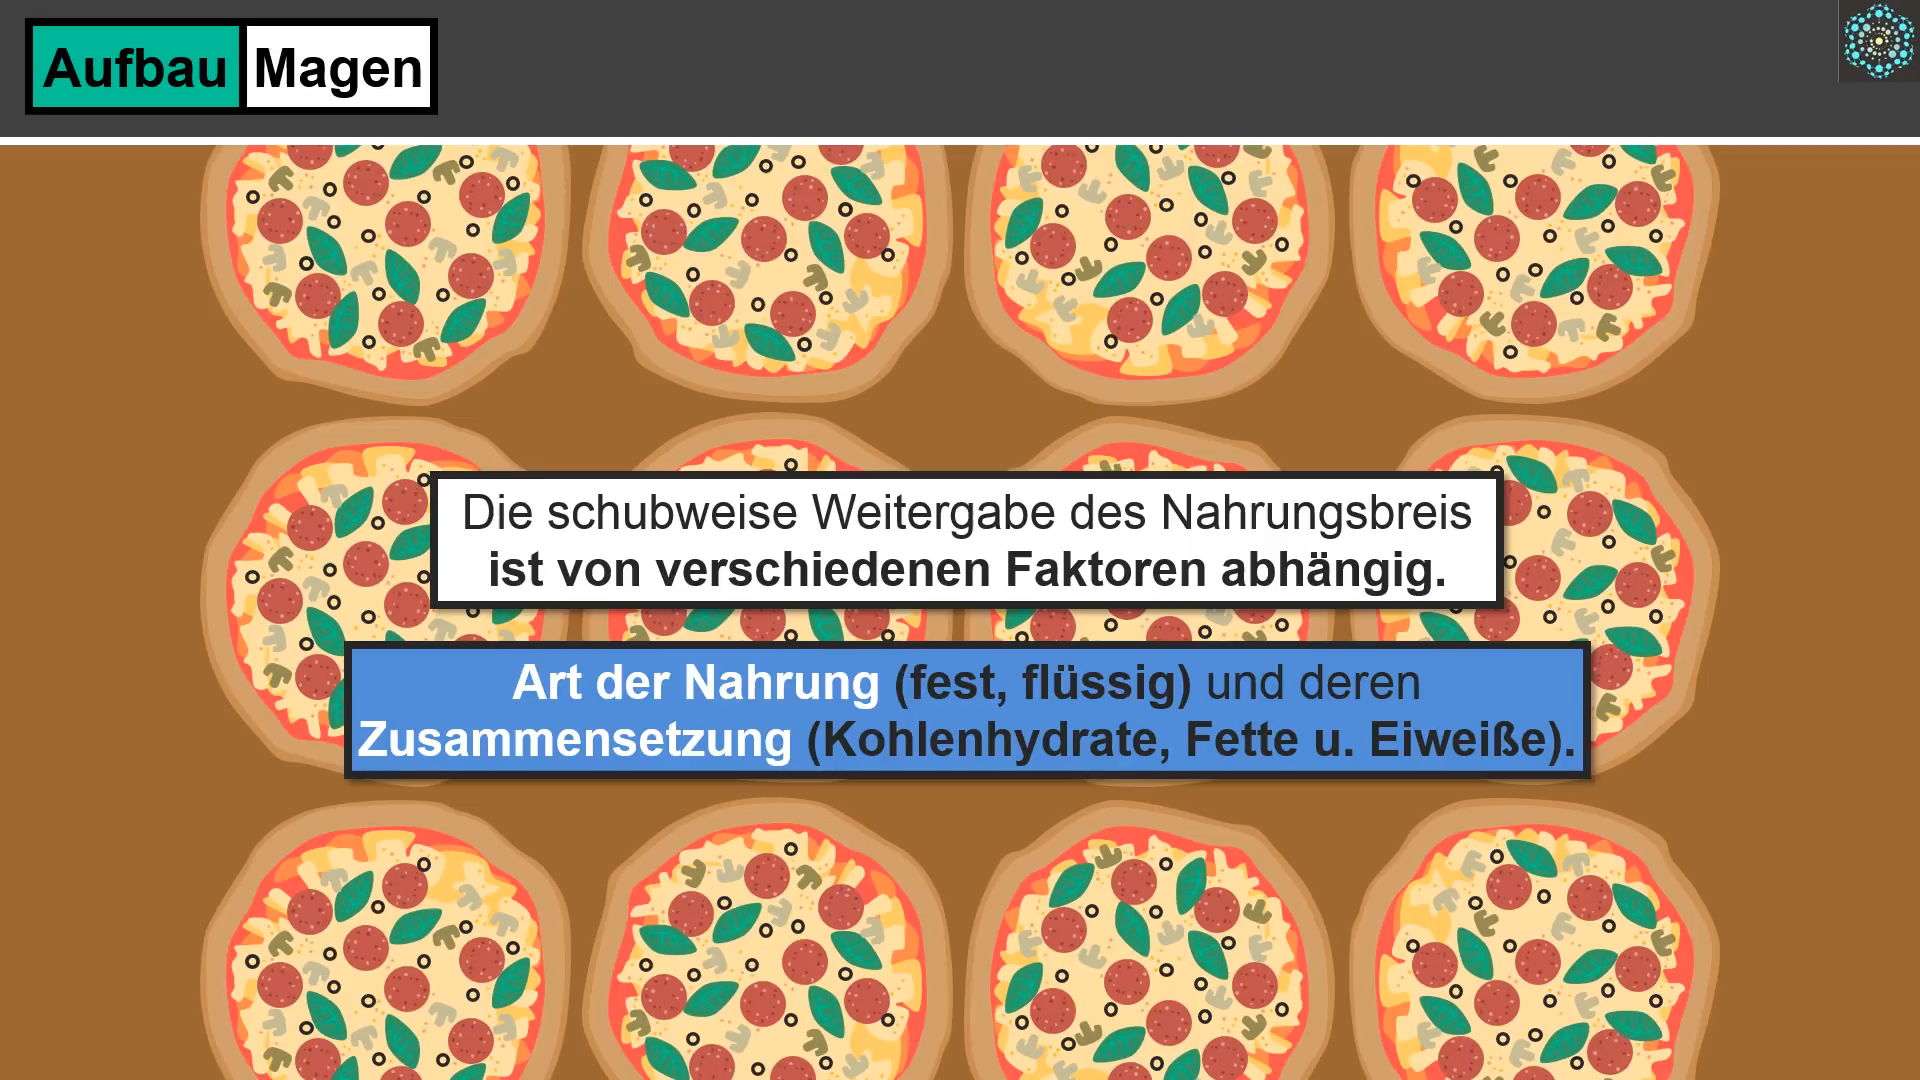 Aufbau Magen
Die schubweise Weitergabe des Nahrungsbreis
ist von verschiedenen Faktoren abhängig.
Art der Nahrung (fest, flüssig) und deren
Zusammensetzung (Kohlenhydrate, Fette u. Eiweiße).